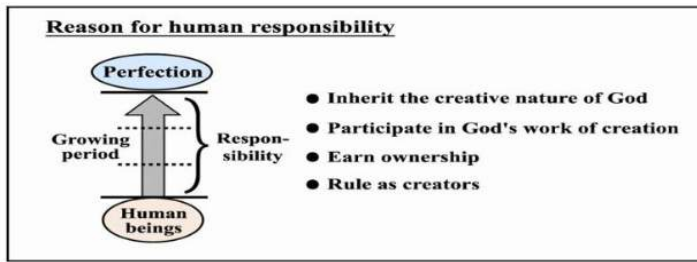 Reason for human responsibility
Perfection
Growing
period
Respon-
sibility
Human
beings
● Inherit the creative nature of God
● Participate in God's work of creation
● Earn ownership
● Rule as creators